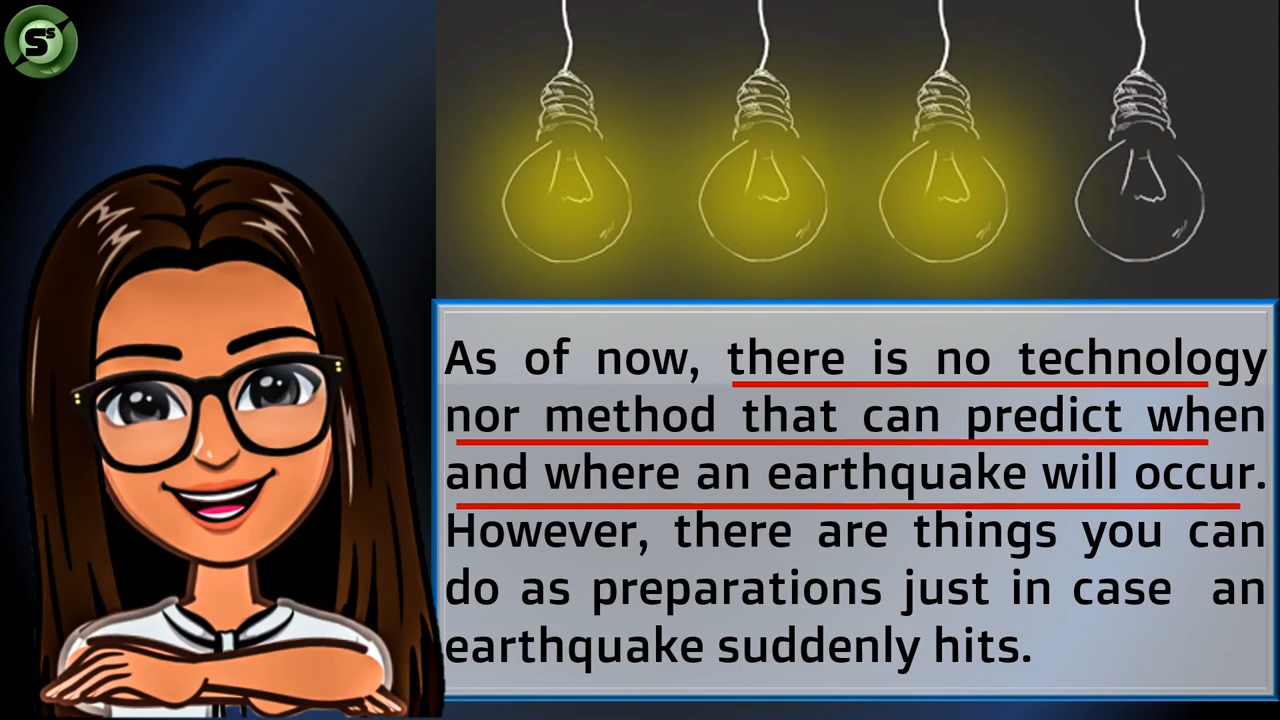 Ss
As of now, there is no technology
nor method that can predict when
and where an earthquake will occur.
However, there are things you can
do as preparations just in case an
earthquake suddenly hits.